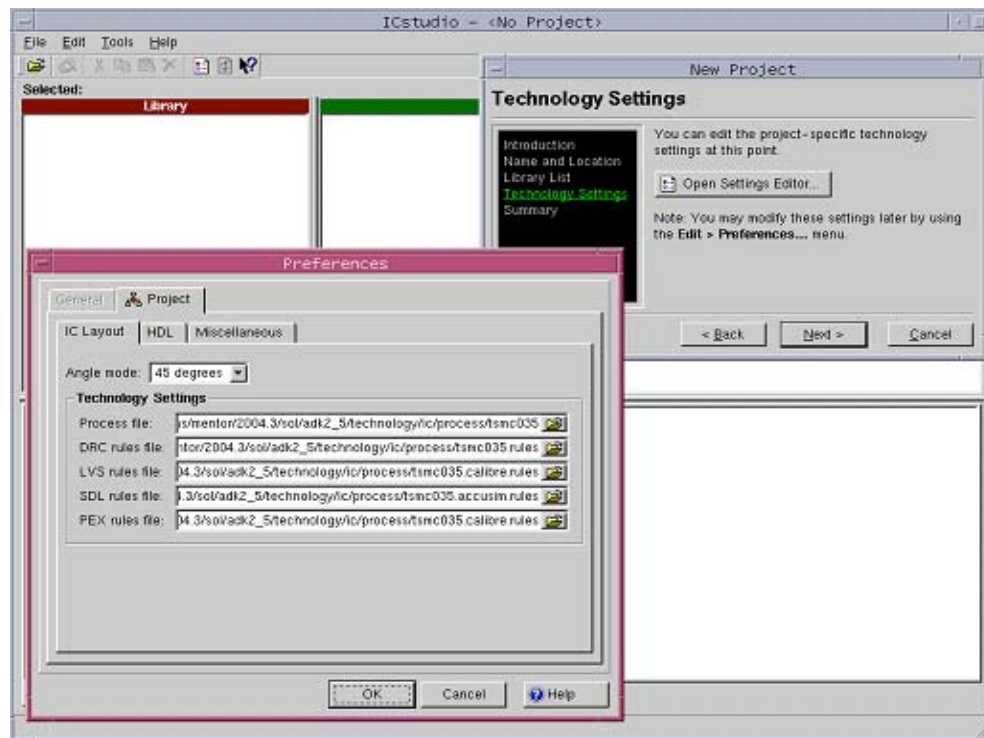 ICstudio - <No Project>
File Edit Tools Help
Selected:
Library
New Project
Technology Settings
Introduction
Name and Location
Library List
Technology Settings
Summary
You can edit the project-specific technology
settings at this point.
Open Settings Editor...
Note: You may modify these settings later by using
the Edit > Preferences.... menu.
< Back Next > Cancel
Preferences
General Project
IC Layout HDL Miscellaneous
Angle mode: 45 degrees
Technology Settings
Process file: /s/mentor/2004.3/sol/adk2_5/technology/ic/process/tsmc035
DRC rules file: ntor/2004.3/sol/adk2_5/technology/ic/process/tsmc035.rules
LVS rules file: 04.3/sol/adk2_5/technology/ic/process/tsmc035.calibre.rules
SDL rules file: 4.3/sol/adk2_5/technology/ic/process/tsmc035.accusim.rules
PEX rules file: 04.3/sol/adk2_5/technology/ic/process/tsmc035.calibre.rules
OK Cancel Help